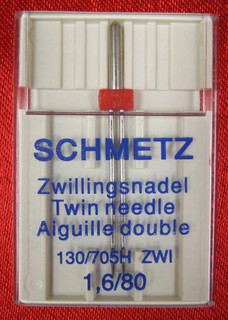 SCHMETZ
Zwillingsnadel
Twin needle
Aiguille double
130/705H ZWI
1,6/80